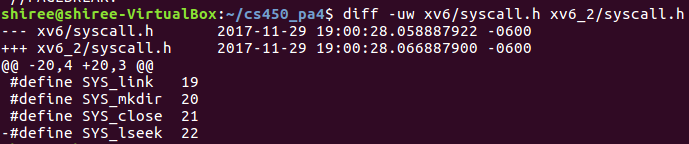 shiree@shiree-VirtualBox:~/cs450_pa4$ diff -uw xv6/syscall.h xv6_2/syscall.h
--- xv6/syscall.h 2017-11-29 19:00:28.058887922 -0600
+++ xv6_2/syscall.h 2017-11-29 19:00:28.066887900 -0600
@@ -20,4 +20,3 @@
 #define SYS_link 19
 #define SYS_mkdir 20
 #define SYS_close 21
-#define SYS_lseek 22